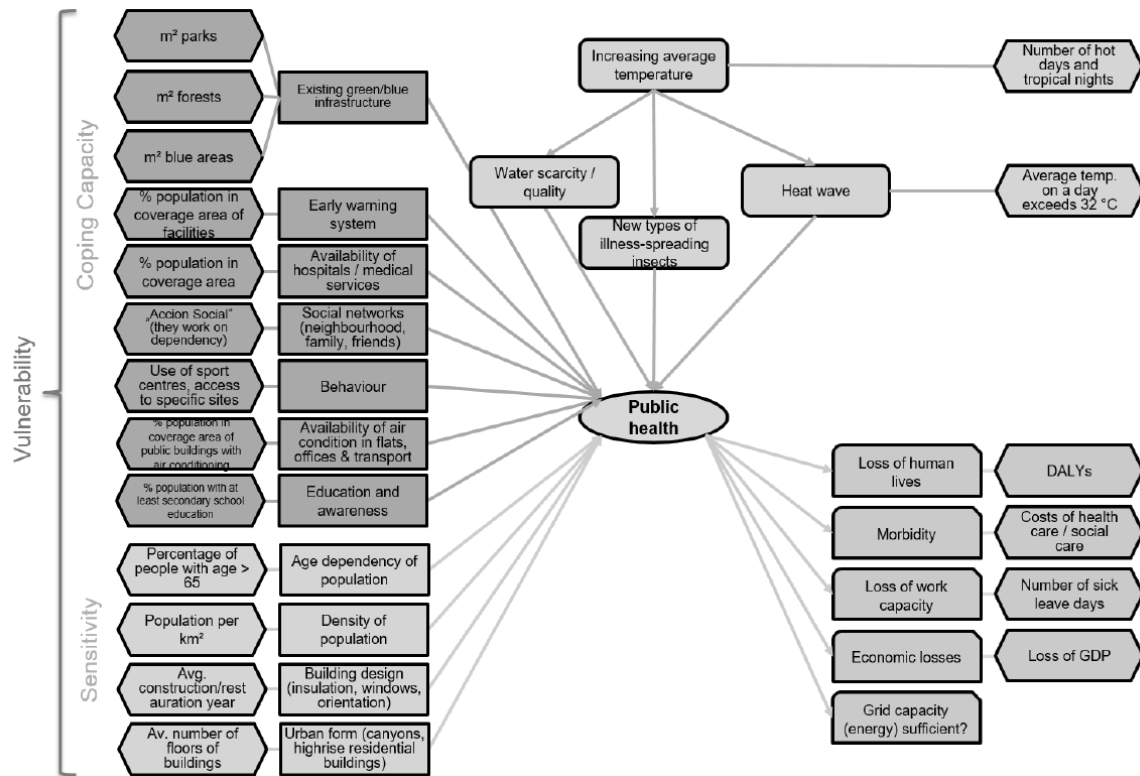 Vulnerability
Coping Capacity
Sensitivity
m² parks
m² forests
m² blue areas
Existing green/blue
infrastructure
% population in
coverage area of
facilities
Early warning
system
% population in
coverage area
Availability of
hospitals / medical
services
„Accion Social“
(they work on
dependency)
Social networks
(neighbourhood,
family, friends)
Use of sport
centres, access
to specific sites
Behaviour
% population in
coverage area of
public buildings with
air conditioning
Availability of air
condition in flats,
offices & transport
% population with at
least secondary school
education
Education and
awareness
Percentage of
people with age >
65
Age dependency of
population
Population per
km²
Density of
population
Avg.
construction/rest
auration year
Building design
(insulation, windows,
orientation)
Av. number of
floors of
buildings
Urban form (canyons,
highrise residential
buildings)
Increasing average
temperature
Number of hot
days and
tropical nights
Water scarcity /
quality
Heat wave
Average temp.
on a day
exceeds 32 °C
New types of
illness-spreading
insects
Public
health
Loss of human
lives
DALYs
Morbidity
Costs of health
care / social
care
Loss of work
capacity
Number of sick
leave days
Economic losses
Loss of GDP
Grid capacity
(energy) sufficient?